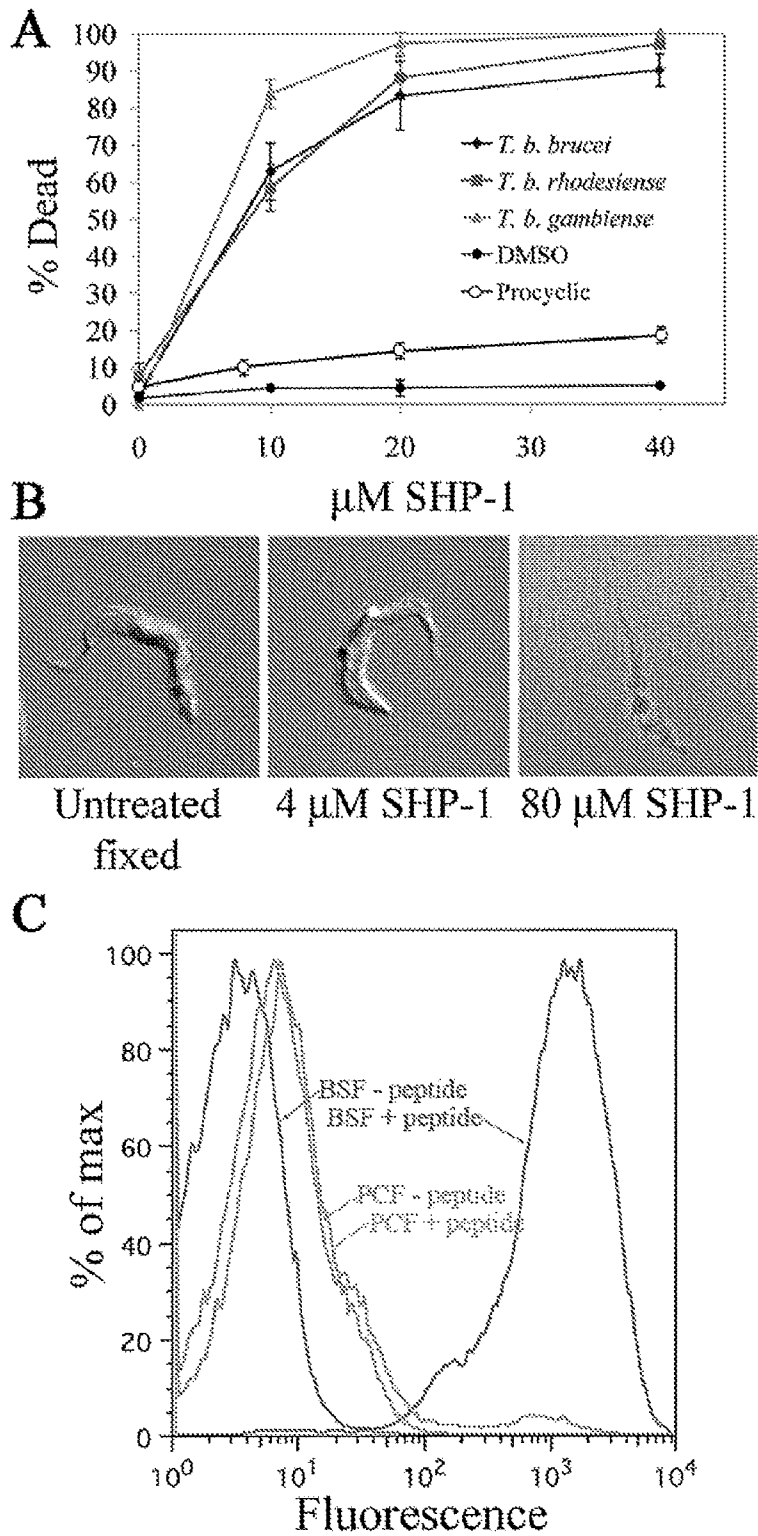 A
100
90
80
70
60
50
40
30
20
10
0
% Dead
T. b. brucei
T. b. rhodesiense
T. b. gambiense
DMSO
Procyclic
0 10 20 30 40
μM SHP-1
B
Untreated fixed
4 μM SHP-1
80 μM SHP-1
C
100
80
60
40
20
0
% of max
BSF - peptide
BSF + peptide
PCF - peptide
PCF + peptide
10⁰ 10¹ 10² 10³ 10⁴
Fluorescence